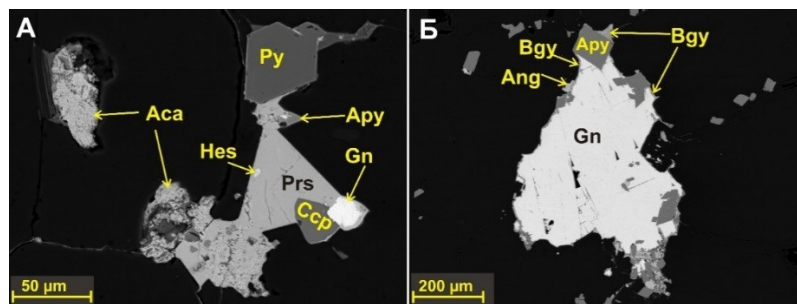 А
Py
Apy
Aca
Hes
Gn
Prs
Ccp
50 µm
Б
Apy
Bgy
Bgy
Ang
Gn
200 µm